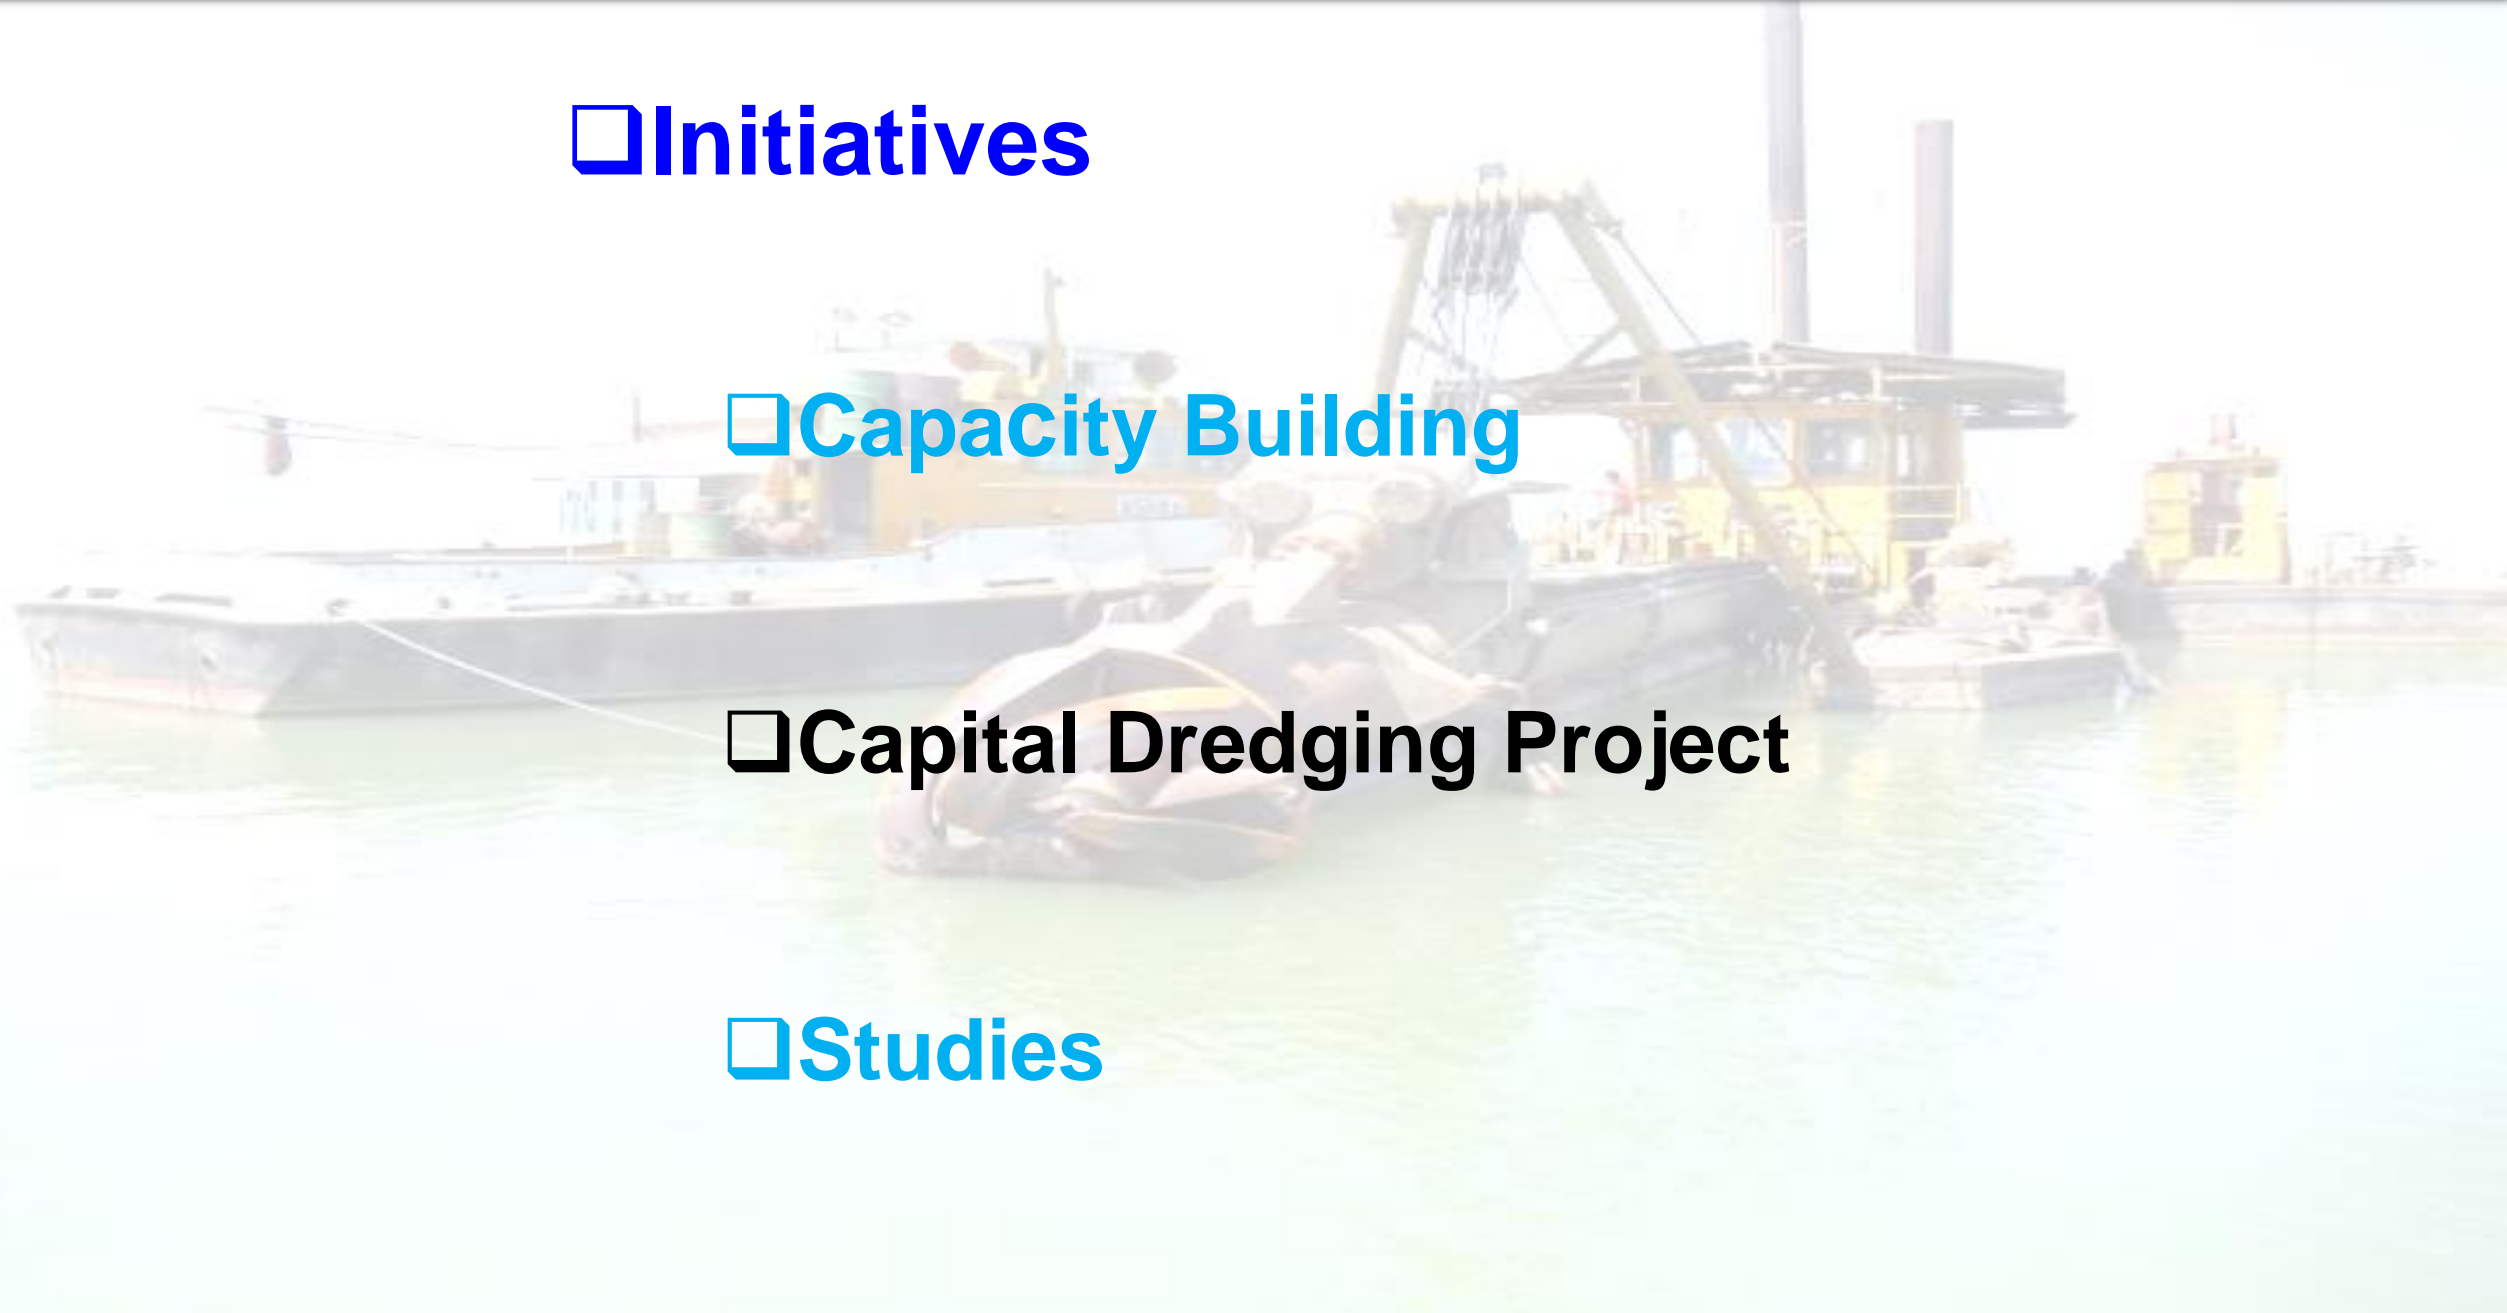 ❑Initiatives
❑Capacity Building
❑Capital Dredging Project
❑Studies